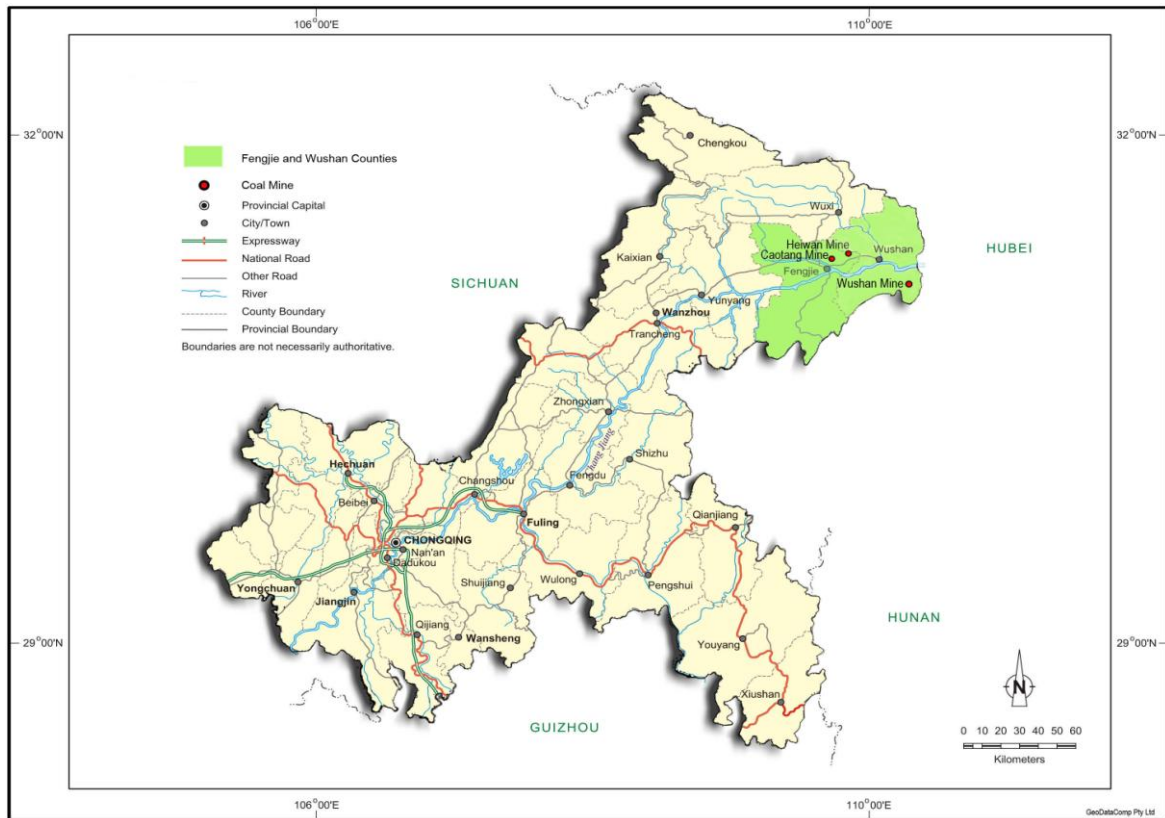 106°00'E
110°00'E
32°00'N
32°00'N
Fengjie and Wushan Counties
Coal Mine
Provincial Capital
City/Town
Expressway
National Road
Other Road
River
County Boundary
Provincial Boundary
Boundaries are not necessarily authoritative.
SICHUAN
HUBEI
HUNAN
GUIZHOU
Chengkou
Wuxi
Heiwan Mine
Caotang Mine
Wushan
Fengjie
Wushan Mine
Kaixian
Yunyang
Wanzhou
Trancheng
Zhongxian
Chang Jiang
Shizhu
Fengdu
Hechuan
Beibei
Changshou
Fuling
Qianjiang
CHONGQING
Nan'an
Dadukou
Yongchuan
Jiangjin
Shuijiang
Wulong
Pengshui
Qijiang
Wansheng
Youyang
Xiushan
29°00'N
29°00'N
N
0 10 20 30 40 50 60
Kilometers
106°00'E
110°00'E
GeoDataComp Pty Ltd